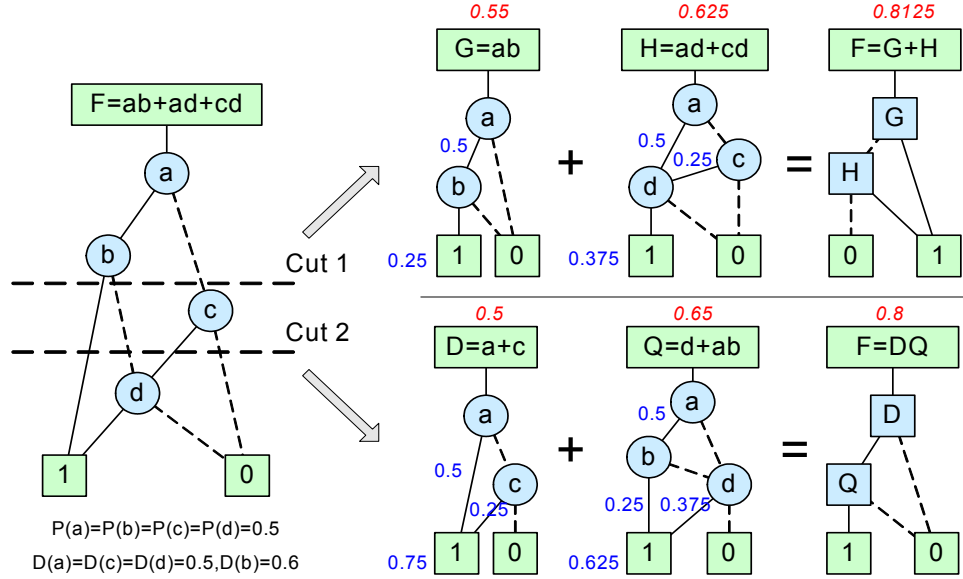 F=ab+ad+cd
a
b
Cut 1
c
Cut 2
d
1
0
P(a)=P(b)=P(c)=P(d)=0.5
D(a)=D(c)=D(d)=0.5,D(b)=0.6
0.55
G=ab
a
0.5
b
0.25
1
0
+
0.625
H=ad+cd
a
0.5
0.25
c
d
0.375
1
0
=
0.8125
F=G+H
G
H
0
1
0.5
D=a+c
a
0.5
c
0.25
0.75
1
0
+
0.65
Q=d+ab
a
0.5
b
d
0.25
0.375
0.625
1
0
=
0.8
F=DQ
D
Q
1
0